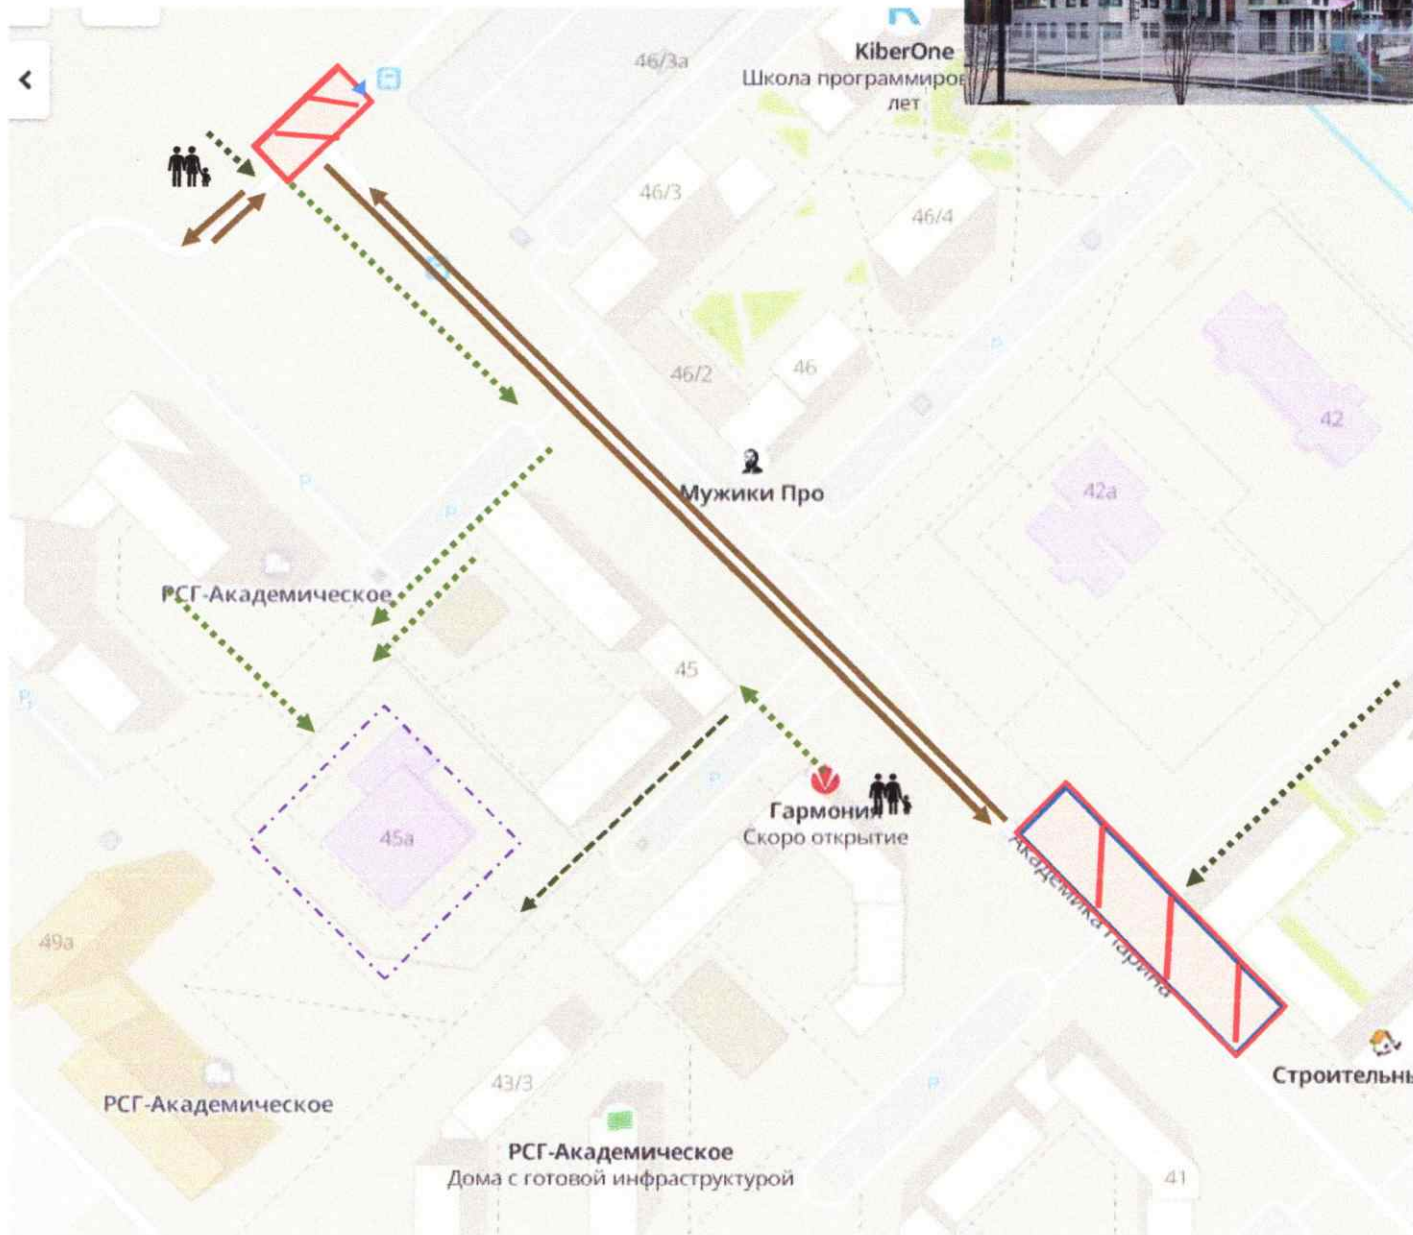 KiberOne
46/3а
Школа программиров
лет
46/3
46/4
46/2
46
42
Мужики Про
42а
P
P
РСГ-Академическое
45
P
P
Гармония
Скоро открытие
45а
Академика Парина
49а
43/3
P
Строительны
РСГ-Академическое
РСГ-Академическое
Дома с готовой инфраструктурой
41